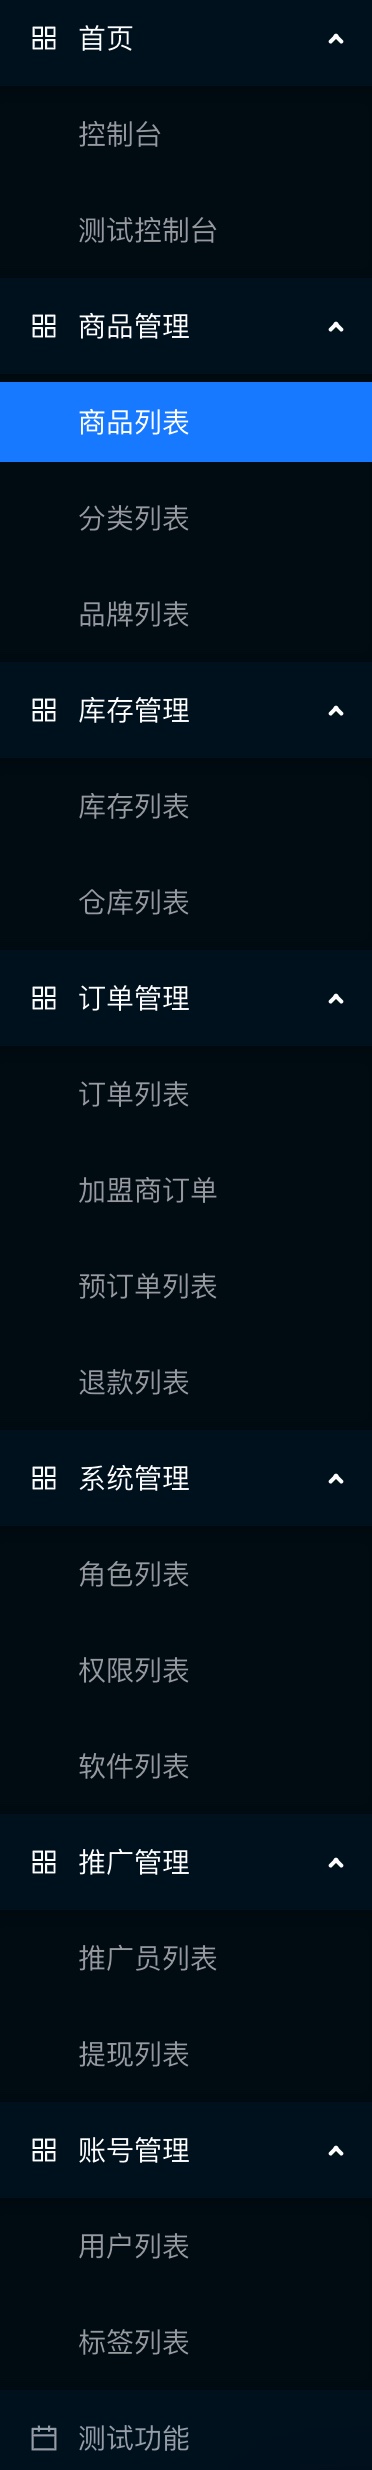 首页
控制台
测试控制台
商品管理
商品列表
分类列表
品牌列表
库存管理
库存列表
仓库列表
订单管理
订单列表
加盟商订单
预订单列表
退款列表
系统管理
角色列表
权限列表
软件列表
推广管理
推广员列表
提现列表
账号管理
用户列表
标签列表
测试功能